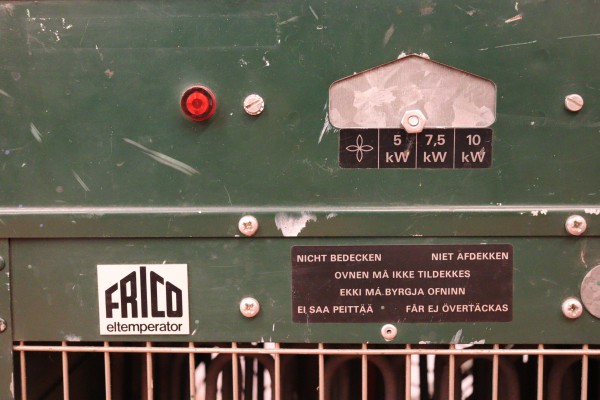 5 7,5 10
kW kW kW
NICHT BEDECKEN NIET AFDEKKEN
OVNEN MÅ IKKE TILDEKKES
EKKI MÁ BYRGJA OFNINN
EI SAA PEITTÄÄ FÅR EJ ÖVERTÄCKAS
FRICO
eltemperator